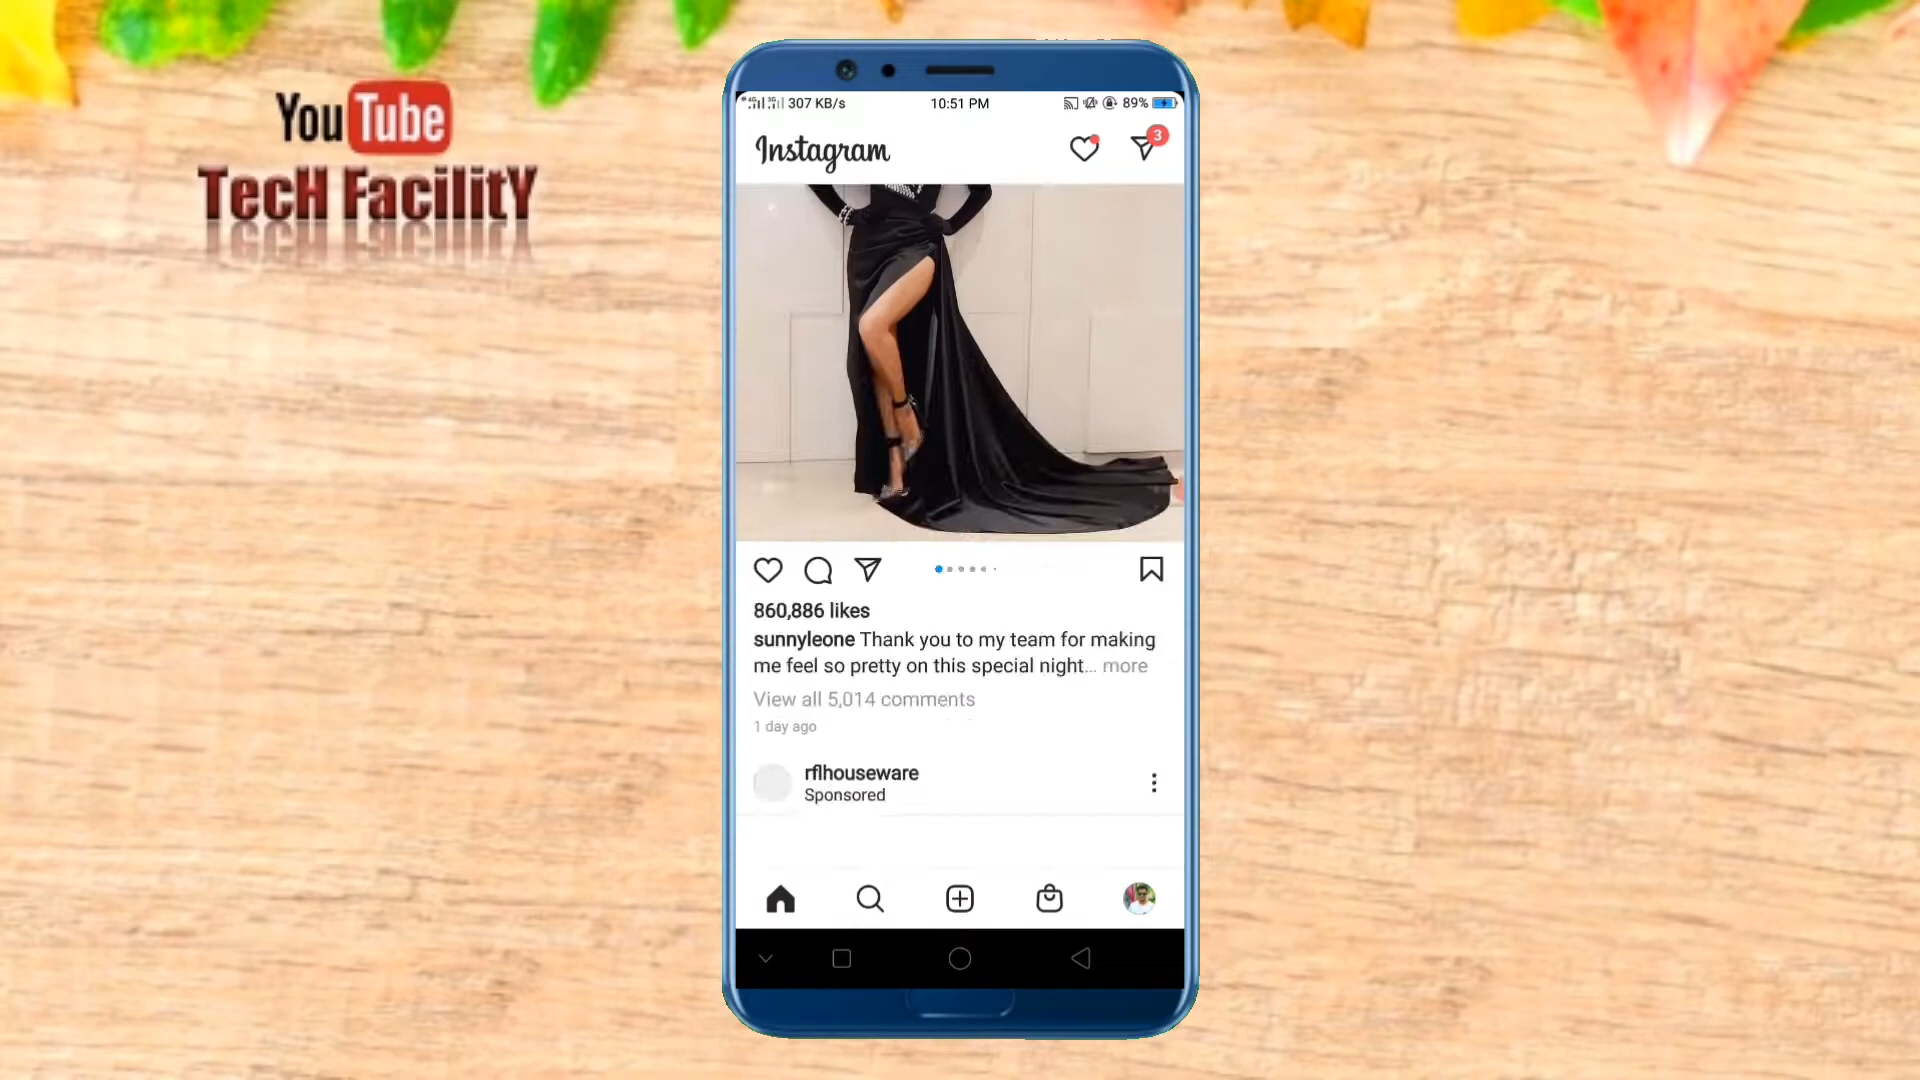 YouTube
TecH FacilitY
307 KB/s
10:51 PM
89%
Instagram
3
860,886 likes
sunnyleone Thank you to my team for making
me feel so pretty on this special night... more
View all 5,014 comments
1 day ago
rflhouseware
Sponsored